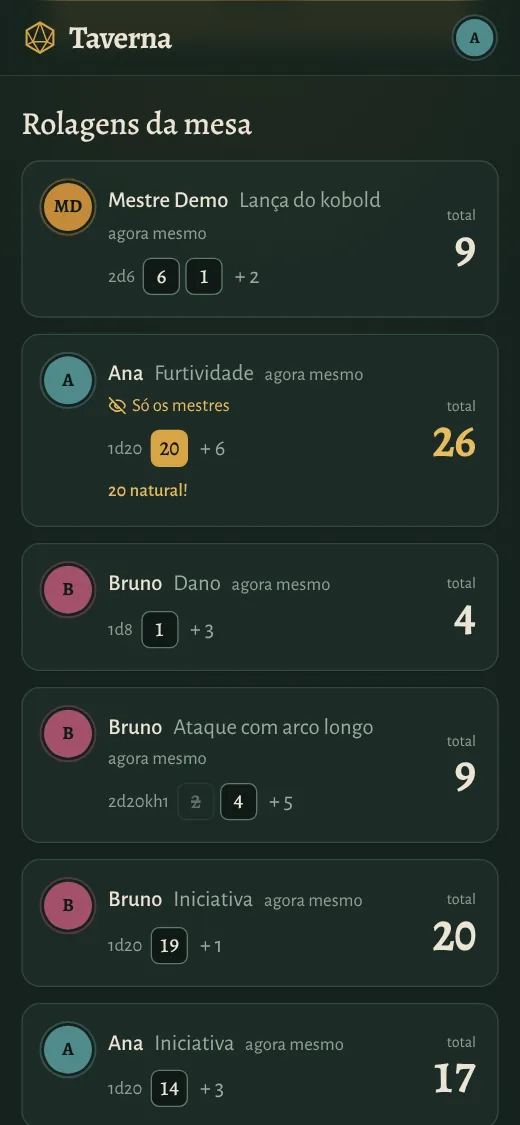 Taverna
A
Rolagens da mesa
MD
Mestre Demo Lança do kobold
agora mesmo
2d6 6 1 + 2
total
9
A
Ana Furtividade agora mesmo
Só os mestres
1d20 20 + 6
20 natural!
total
26
B
Bruno Dano agora mesmo
1d8 1 + 3
total
4
B
Bruno Ataque com arco longo
agora mesmo
2d20kh1 2 4 + 5
total
9
B
Bruno Iniciativa agora mesmo
1d20 19 + 1
total
20
A
Ana Iniciativa agora mesmo
1d20 14 + 3
total
17